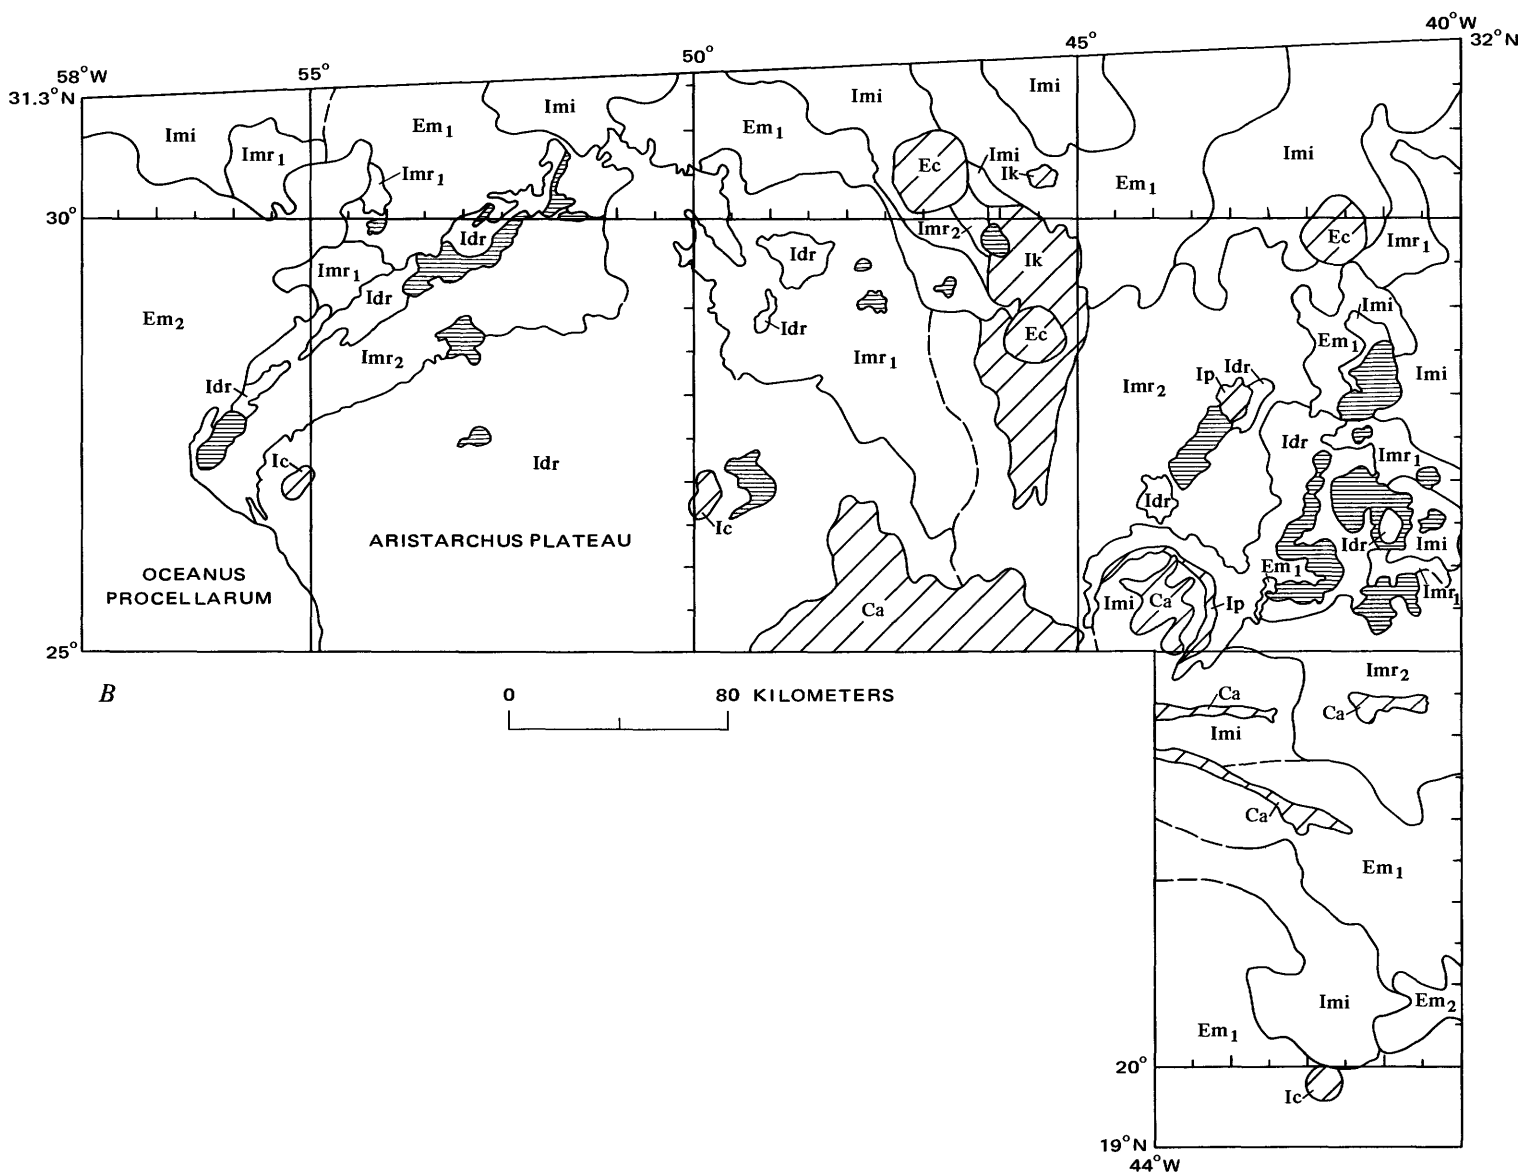 40°W
32°N
45°
50°
55°
58°W
31.3°N
Imi
Imi
Imi
Imi
Em₁
Em₁
Imr₁
Ec
Imi
Imi
Ik
Imr₁
Em₁
30°
Imr₂
Ec
Imr₁
Idr
Idr
Ik
Imr₁
Idr
Imi
Em₂
Idr
Ec
Em₁
Imr₂
Imr₁
Ip
Idr
Imi
Idr
Imr₂
Idr
Imr₁
Ic
Idr
Idr
Ic
ARISTARCHUS PLATEAU
Idr
Imi
OCEANUS
PROCELLARUM
Em₁
Imr₁
Ca
Imi
Ca
Ip
25°
Imr₂
B
0 80 KILOMETERS
Ca
Ca
Imi
Ca
Em₁
Imi
Em₂
Em₁
20°
Ic
19°N
44°W